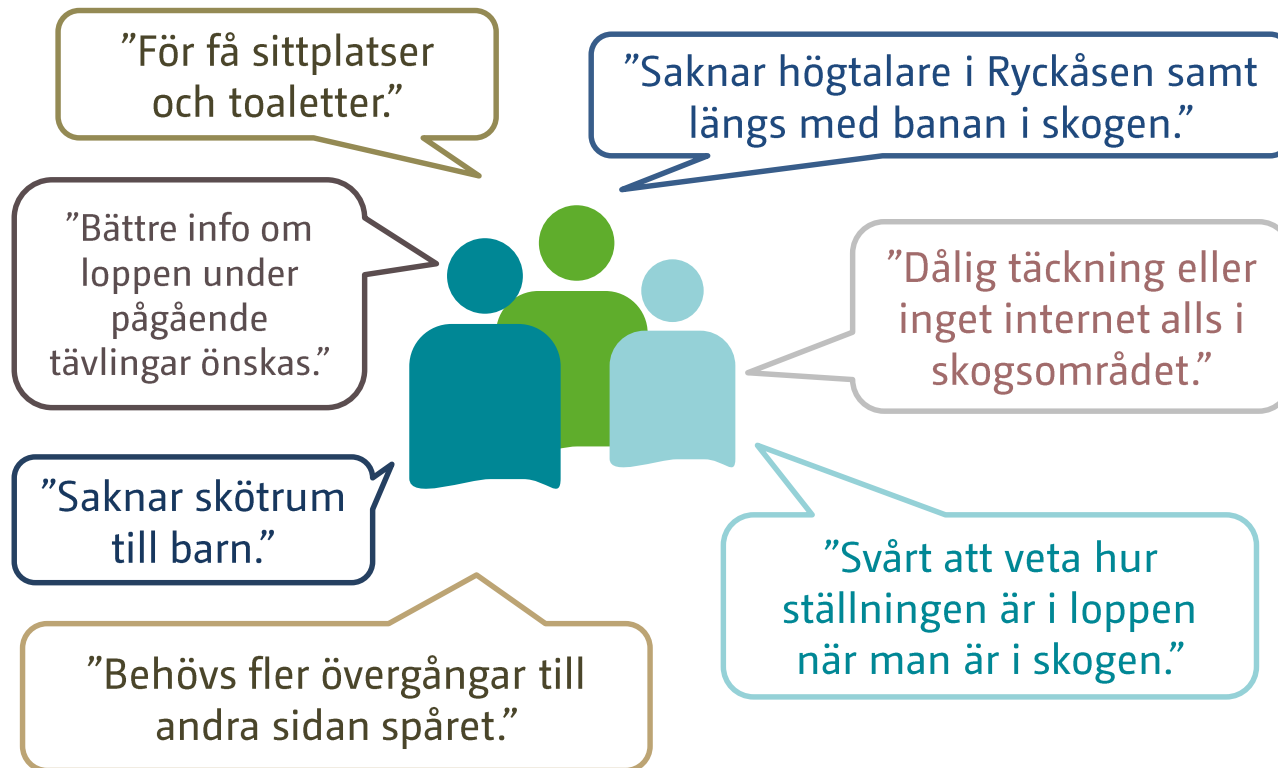 ”För få sittplatser
och toaletter.”
”Saknar högtalare i Ryckåsen samt
längs med banan i skogen.”
”Bättre info om
loppen under
pågående
tävlingar önskas.”
”Dålig täckning eller
inget internet alls i
skogsområdet.”
”Saknar skötrum
till barn.”
”Svårt att veta hur
ställningen är i loppen
när man är i skogen.”
”Behövs fler övergångar till
andra sidan spåret.”